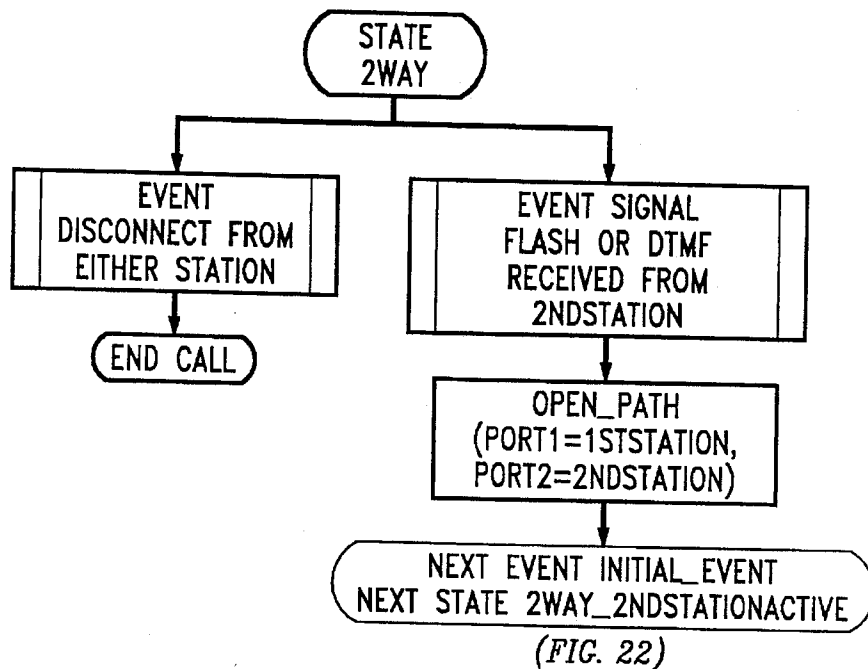 STATE
2WAY
EVENT
DISCONNECT FROM
EITHER STATION
END CALL
EVENT SIGNAL
FLASH OR DTMF
RECEIVED FROM
2NDSTATION
OPEN_PATH
(PORT1=1STSTATION,
PORT2=2NDSTATION)
NEXT EVENT INITIAL_EVENT
NEXT STATE 2WAY_2NDSTATIONACTIVE
(FIG. 22)